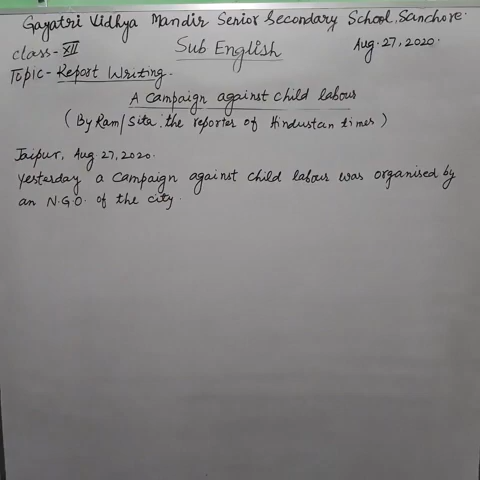 Gayatri Vidhya Mandir Senior Secondary School, Sanchore.
Class-XII Sub English Aug. 27, 2020.
Topic- Report Writing.
A Campaign against child labour
(By Ram/Sita, the reporter of Hindustan times)
Jaipur, Aug. 27, 2020.
Yesterday a campaign against child labour was organised by
an N.G.O. of the city.